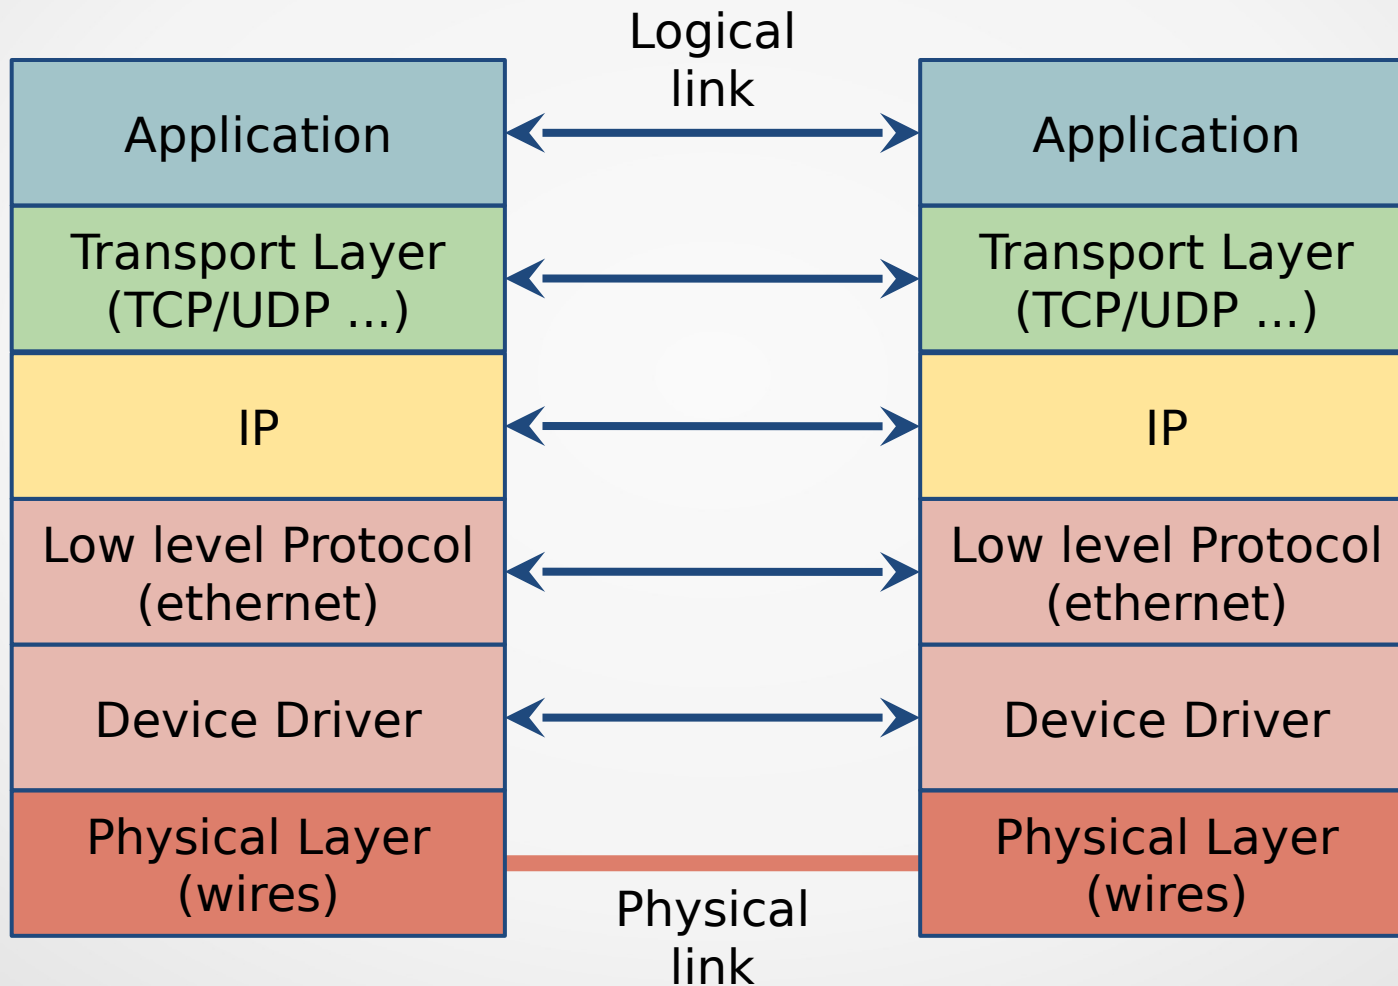 Logical
link
Application
Application
Transport Layer
(TCP/UDP ...)
Transport Layer
(TCP/UDP ...)
IP
IP
Low level Protocol
(ethernet)
Low level Protocol
(ethernet)
Device Driver
Device Driver
Physical Layer
(wires)
Physical Layer
(wires)
Physical
link